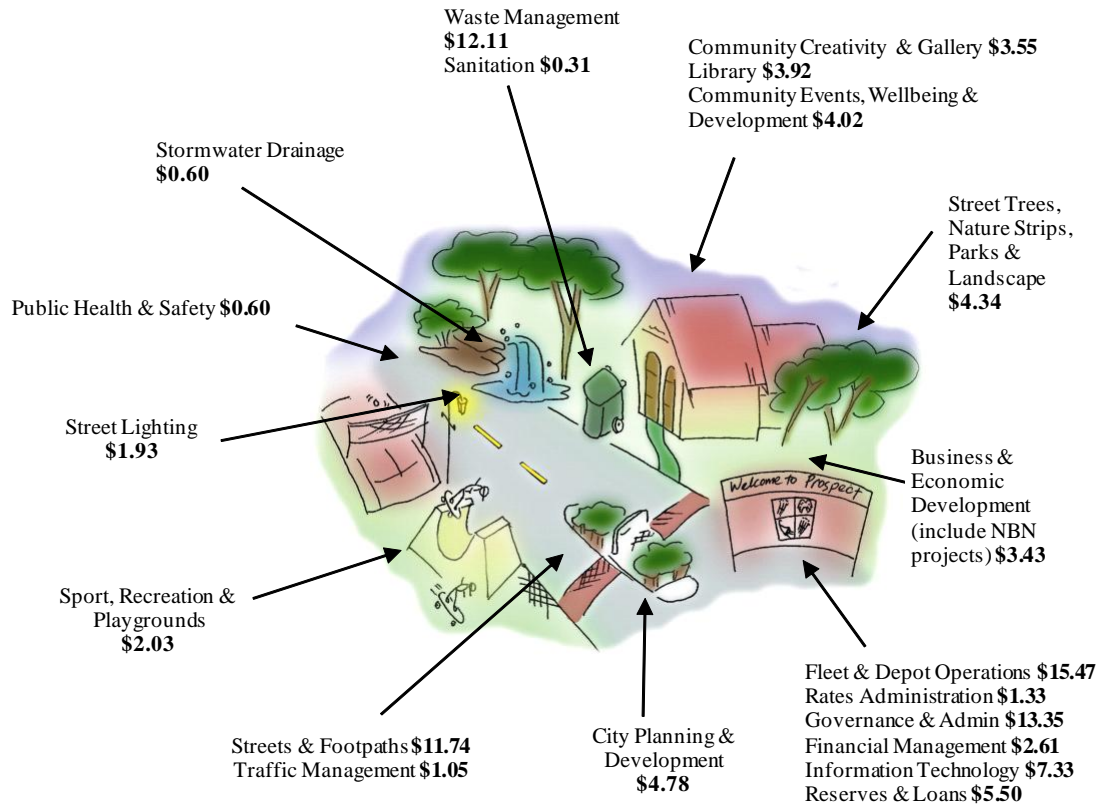 Waste Management
$12.11
Sanitation $0.31
Community Creativity & Gallery $3.55
Library $3.92
Community Events, Wellbeing &
Development $4.02
Stormwater Drainage
$0.60
Street Trees,
Nature Strips,
Parks &
Landscape
$4.34
Public Health & Safety $0.60
Street Lighting
$1.93
Business &
Economic
Development
(include NBN
projects) $3.43
Welcome to Prospect
Sport, Recreation &
Playgrounds
$2.03
Streets & Footpaths $11.74
Traffic Management $1.05
City Planning &
Development
$4.78
Fleet & Depot Operations $15.47
Rates Administration $1.33
Governance & Admin $13.35
Financial Management $2.61
Information Technology $7.33
Reserves & Loans $5.50